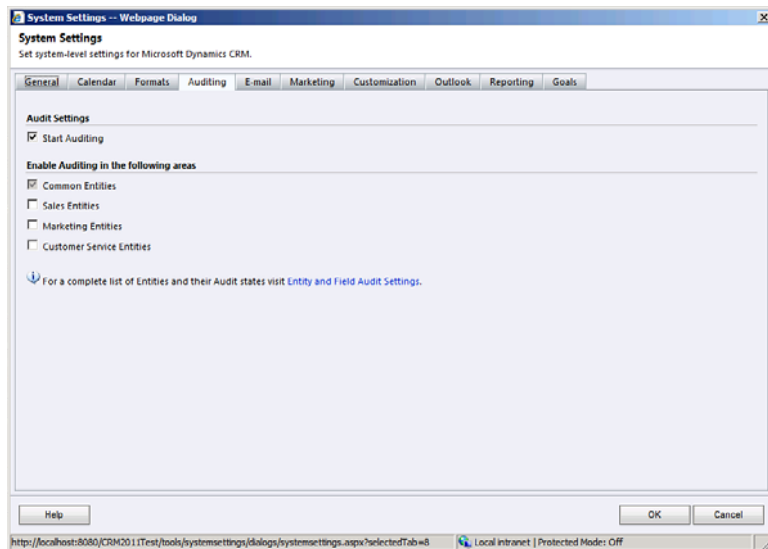 System Settings -- Webpage Dialog
System Settings
Set system-level settings for Microsoft Dynamics CRM.
General Calendar Formats Auditing E-mail Marketing Customization Outlook Reporting Goals
Audit Settings
Start Auditing
Enable Auditing in the following areas
Common Entities
Sales Entities
Marketing Entities
Customer Service Entities
For a complete list of Entities and their Audit states visit Entity and Field Audit Settings.
Help OK Cancel
http://localhost:8080/CRM2011Test/tools/systemsettings/dialogs/systemsettings.aspx?selectedTab=8 Local intranet | Protected Mode: Off